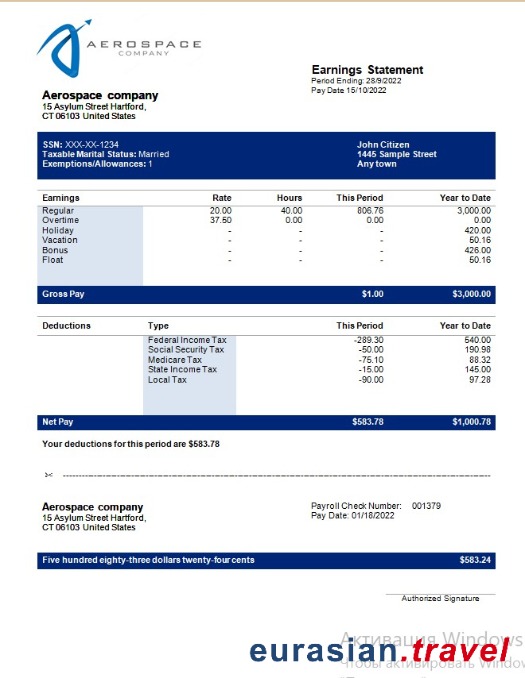 AEROSPACE
COMPANY
Earnings Statement
Period Ending: 28/9/2022
Pay Date 15/10/2022
Aerospace company
15 Asylum Street Hartford,
CT 06103 United States
SSN: XXX-XX-1234 John Citizen
Taxable Marital Status: Married 1445 Sample Street
Exemptions/Allowances: 1 Any town
Earnings Rate Hours This Period Year to Date
Regular 20.00 40.00 806.76 3,000.00
Overtime 37.50 0.00 0.00 0.00
Holiday - - - 420.00
Vacation - - - 50.16
Bonus - - - 426.00
Float - - - 50.16
Gross Pay $1.00 $3,000.00
Deductions Type This Period Year to Date
Federal Income Tax -289.30 540.00
Social Security Tax -50.00 190.98
Medicare Tax -75.10 88.32
State Income Tax -15.00 145.00
Local Tax -90.00 97.28
Net Pay $583.78 $1,000.78
Your deductions for this period are $583.78
Aerospace company
15 Asylum Street Hartford,
CT 06103 United States
Payroll Check Number: 001379
Pay Date: 01/18/2022
Five hundred eighty-three dollars twenty-four cents $583.24
Authorized Signature
Активация Windows
eurasian.travel
Чтобы активировать Windov